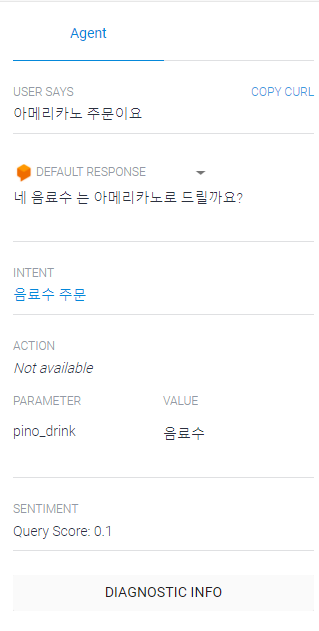 Agent
USER SAYS COPY CURL
아메리카노 주문이요
DEFAULT RESPONSE
네 음료수 는 아메리카노로 드릴까요?
INTENT
음료수 주문
ACTION
Not available
PARAMETER VALUE
pino_drink 음료수
SENTIMENT
Query Score: 0.1
DIAGNOSTIC INFO